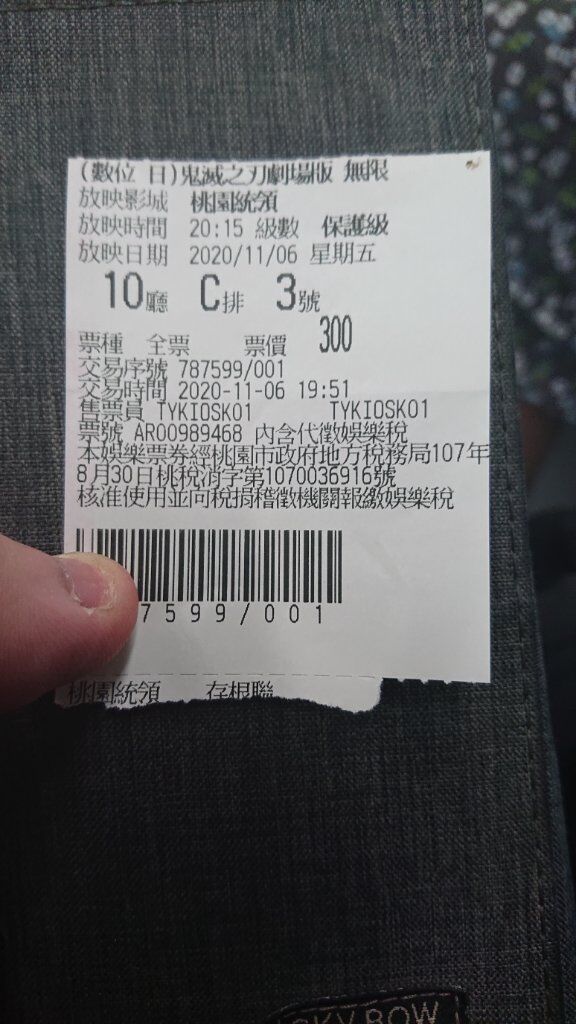 (數位 日)鬼滅之刃劇場版 無限
放映影城 桃園統領
放映時間 20:15 級數 保護級
放映日期 2020/11/06 星期五
10廳 C排 3號
票種 全票 票價 300
交易序號 787599/001
交易時間 2020-11-06 19:51
售票員 TYKIOSK01 TYKIOSK01
票號 AR00989468 內含代徵娛樂稅
本娛樂票券經桃園市政府地方稅務局107年
8月30日桃稅消字第1070036916號
核准使用並向稅捐稽徵機關報繳娛樂稅
7599/001
桃園統領 存根聯
KY BOW